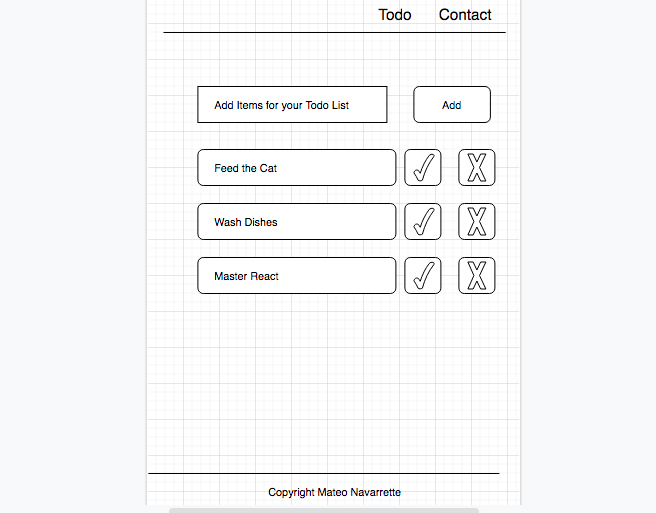 Todo Contact
Add Items for your Todo List Add
Feed the Cat
Wash Dishes
Master React
Copyright Mateo Navarrette